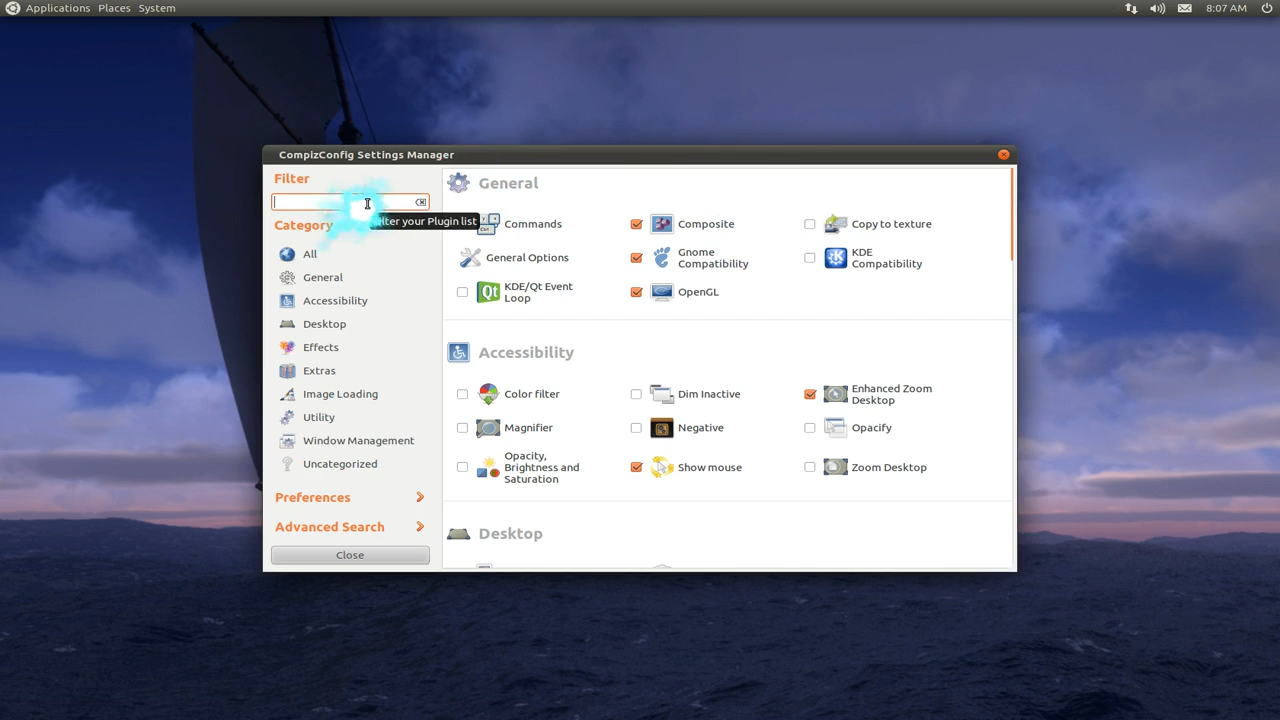 Applications Places System
8:07 AM
CompizConfig Settings Manager
Filter
your Plugin list
Category
All
General
Accessibility
Desktop
Effects
Extras
Image Loading
Utility
Window Management
Uncategorized
Preferences
Advanced Search
Close
General
Commands
Composite
Copy to texture
General Options
Gnome
Compatibility
KDE
Compatibility
Qt
KDE/Qt Event
Loop
OpenGL
Accessibility
Color filter
Dim Inactive
Enhanced Zoom
Desktop
Magnifier
Negative
Opacify
Opacity,
Brightness and
Saturation
Show mouse
Zoom Desktop
Desktop